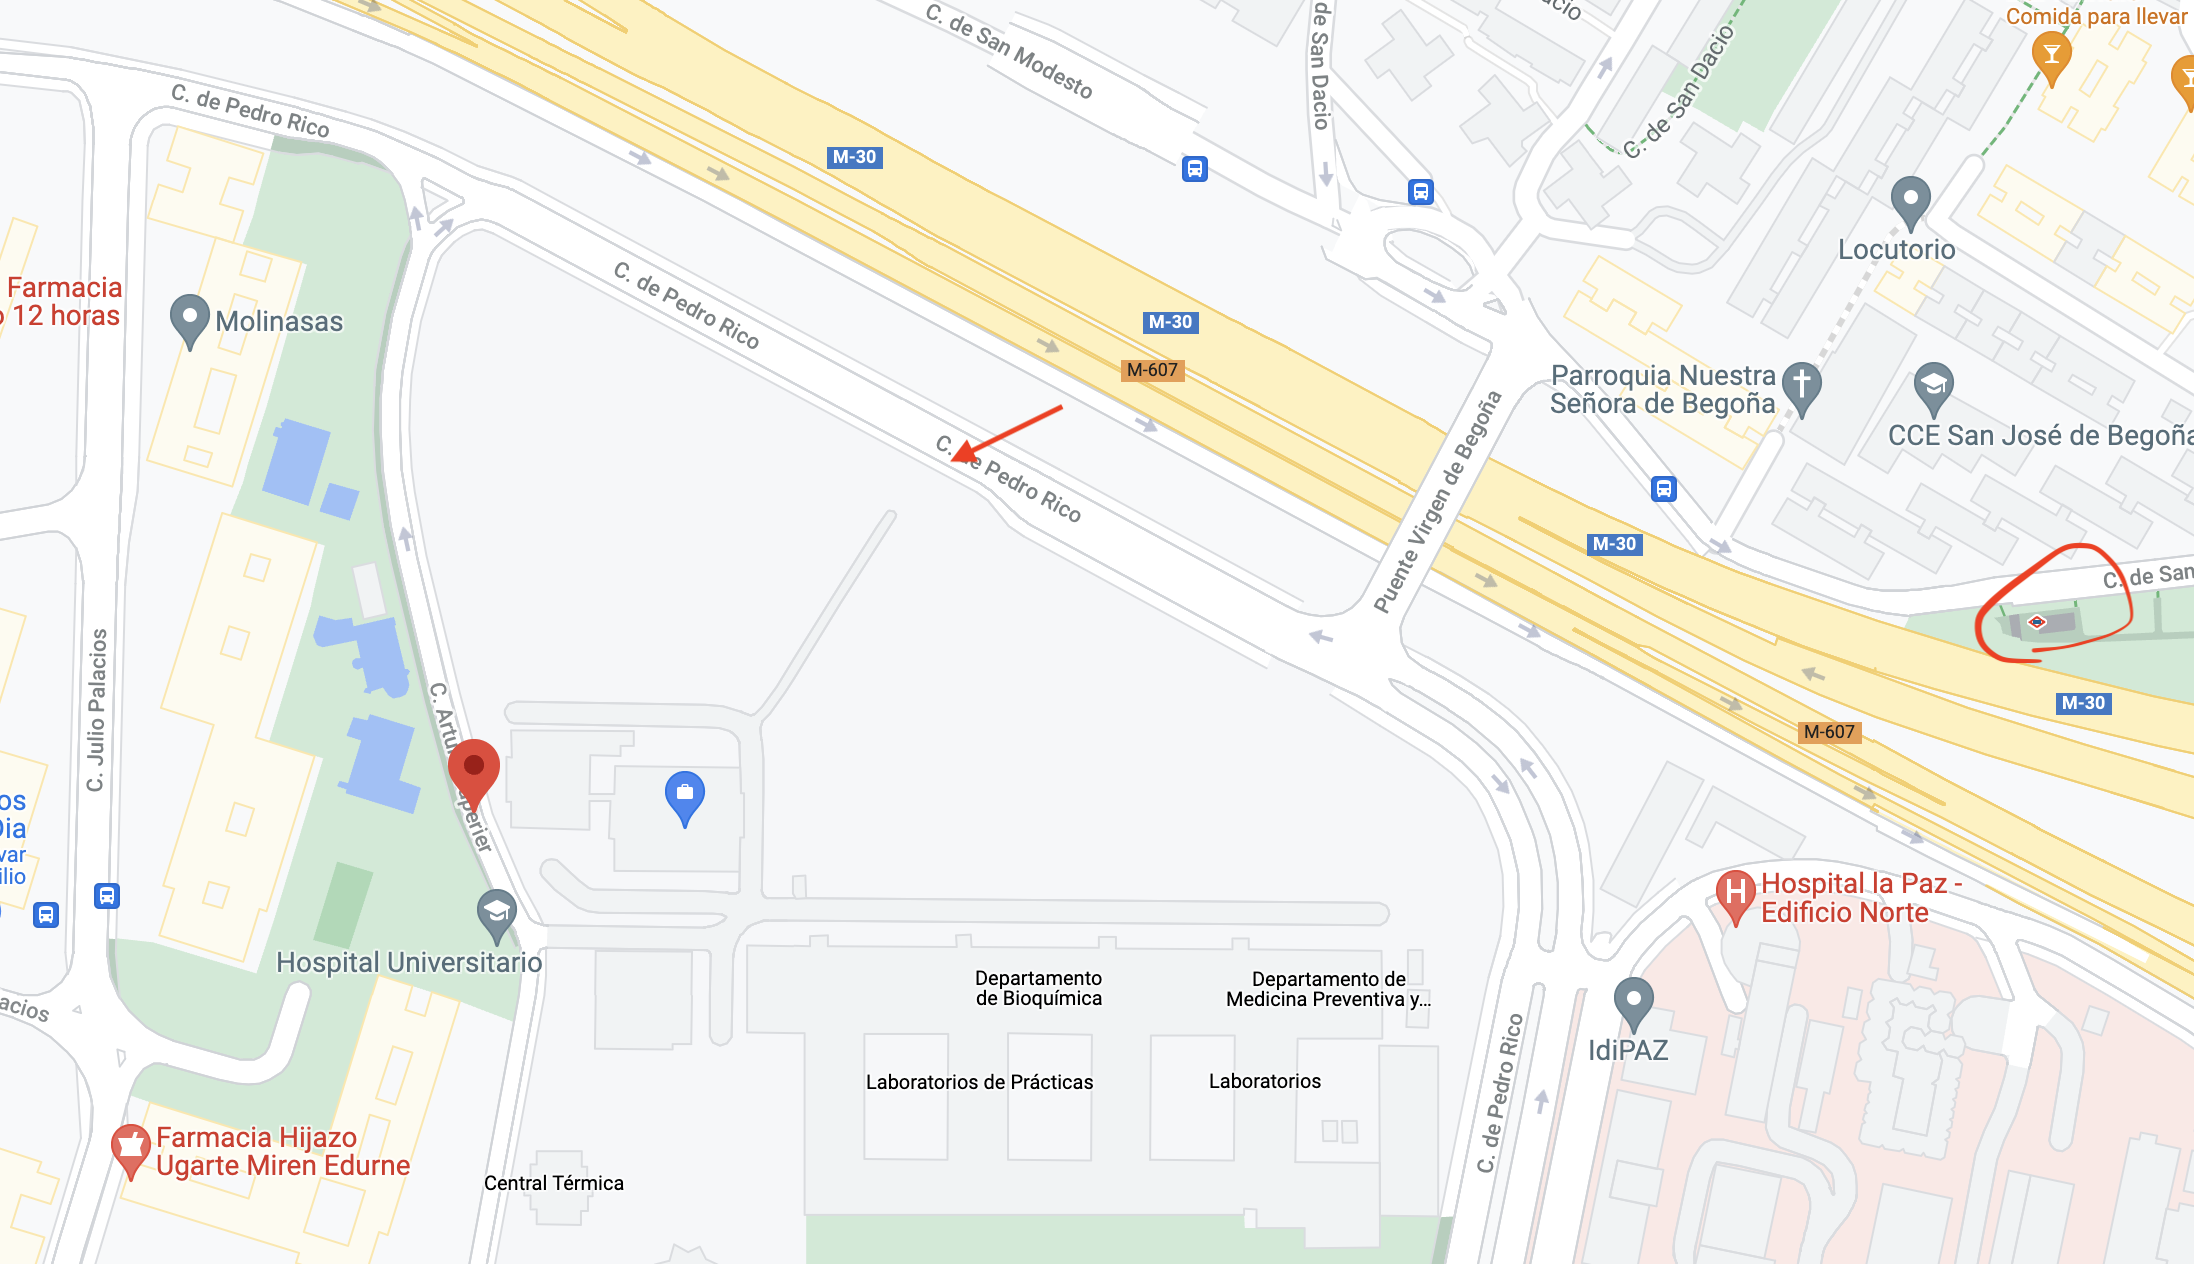 Comida para llevar
C. de San Modesto
de San Dacio
C. de San Dacio
C. de Pedro Rico
M-30
Locutorio
Farmacia
12 horas
Molinasas
C. de Pedro Rico
M-30
M-607
Parroquia Nuestra
Señora de Begoña
CCE San José de Begoña
C. de Pedro Rico
Puente Virgen de Begoña
M-30
C. de San
C. Julio Palacios
M-30
M-607
C. Artu
perier
Dia
Hospital la Paz -
Edificio Norte
H
Hospital Universitario
Departamento
de Bioquímica
Departamento de
Medicina Preventiva y...
acios
IdiPAZ
C. de Pedro Rico
Laboratorios de Prácticas
Laboratorios
Farmacia Hijazo
Ugarte Miren Edurne
Central Térmica